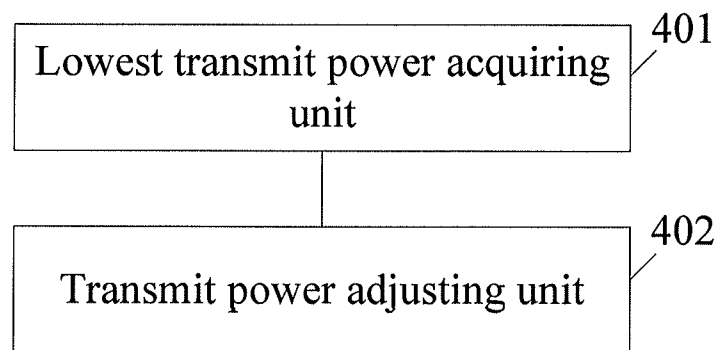 401
Lowest transmit power acquiring
unit
402
Transmit power adjusting unit